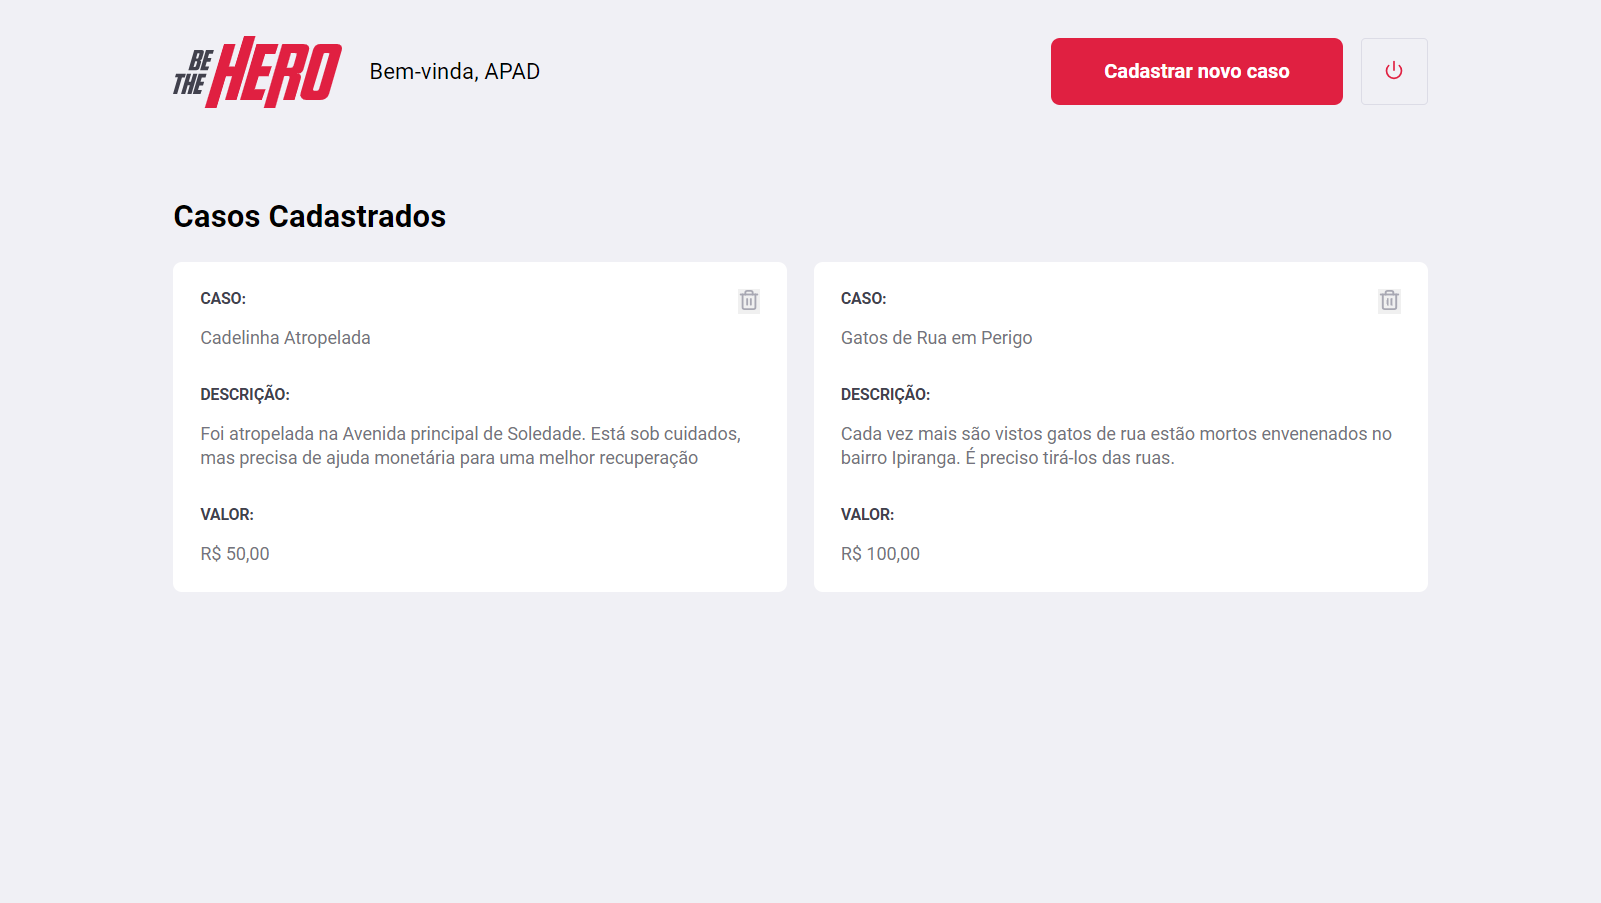 BE
THE
HERO
Bem-vinda, APAD
Cadastrar novo caso
Casos Cadastrados
CASO:
Cadelinha Atropelada
DESCRIÇÃO:
Foi atropelada na Avenida principal de Soledade. Está sob cuidados,
mas precisa de ajuda monetária para uma melhor recuperação
VALOR:
R$ 50,00
CASO:
Gatos de Rua em Perigo
DESCRIÇÃO:
Cada vez mais são vistos gatos de rua estão mortos envenenados no
bairro Ipiranga. É preciso tirá-los das ruas.
VALOR:
R$ 100,00